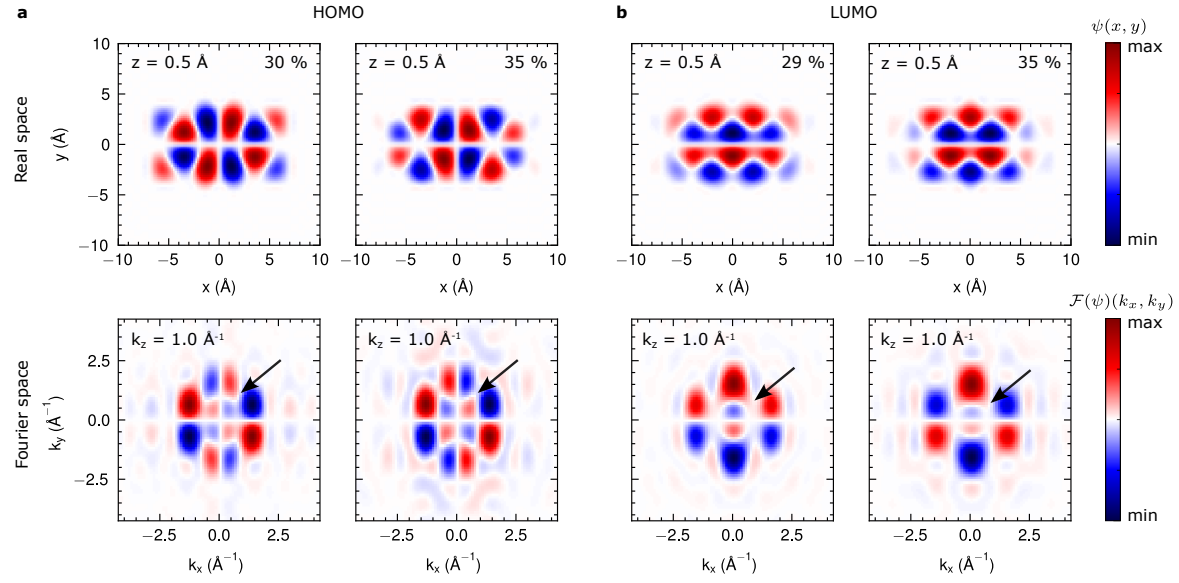 a HOMO b LUMO
ψ(x, y)
Real space
y (Å)
10
5
0
−5
−10
z = 0.5 Å 30 %
z = 0.5 Å 35 %
z = 0.5 Å 29 %
z = 0.5 Å 35 %
max
min
−10 −5 0 5 10
−10 −5 0 5 10
−10 −5 0 5 10
−10 −5 0 5 10
x (Å) x (Å) x (Å) x (Å)
F(ψ)(kx, ky)
Fourier space
ky (Å⁻¹)
2.5
0.0
−2.5
kz = 1.0 Å⁻¹
kz = 1.0 Å⁻¹
kz = 1.0 Å⁻¹
kz = 1.0 Å⁻¹
max
min
−2.5 0.0 2.5
−2.5 0.0 2.5
−2.5 0.0 2.5
−2.5 0.0 2.5
kx (Å⁻¹) kx (Å⁻¹) kx (Å⁻¹) kx (Å⁻¹)